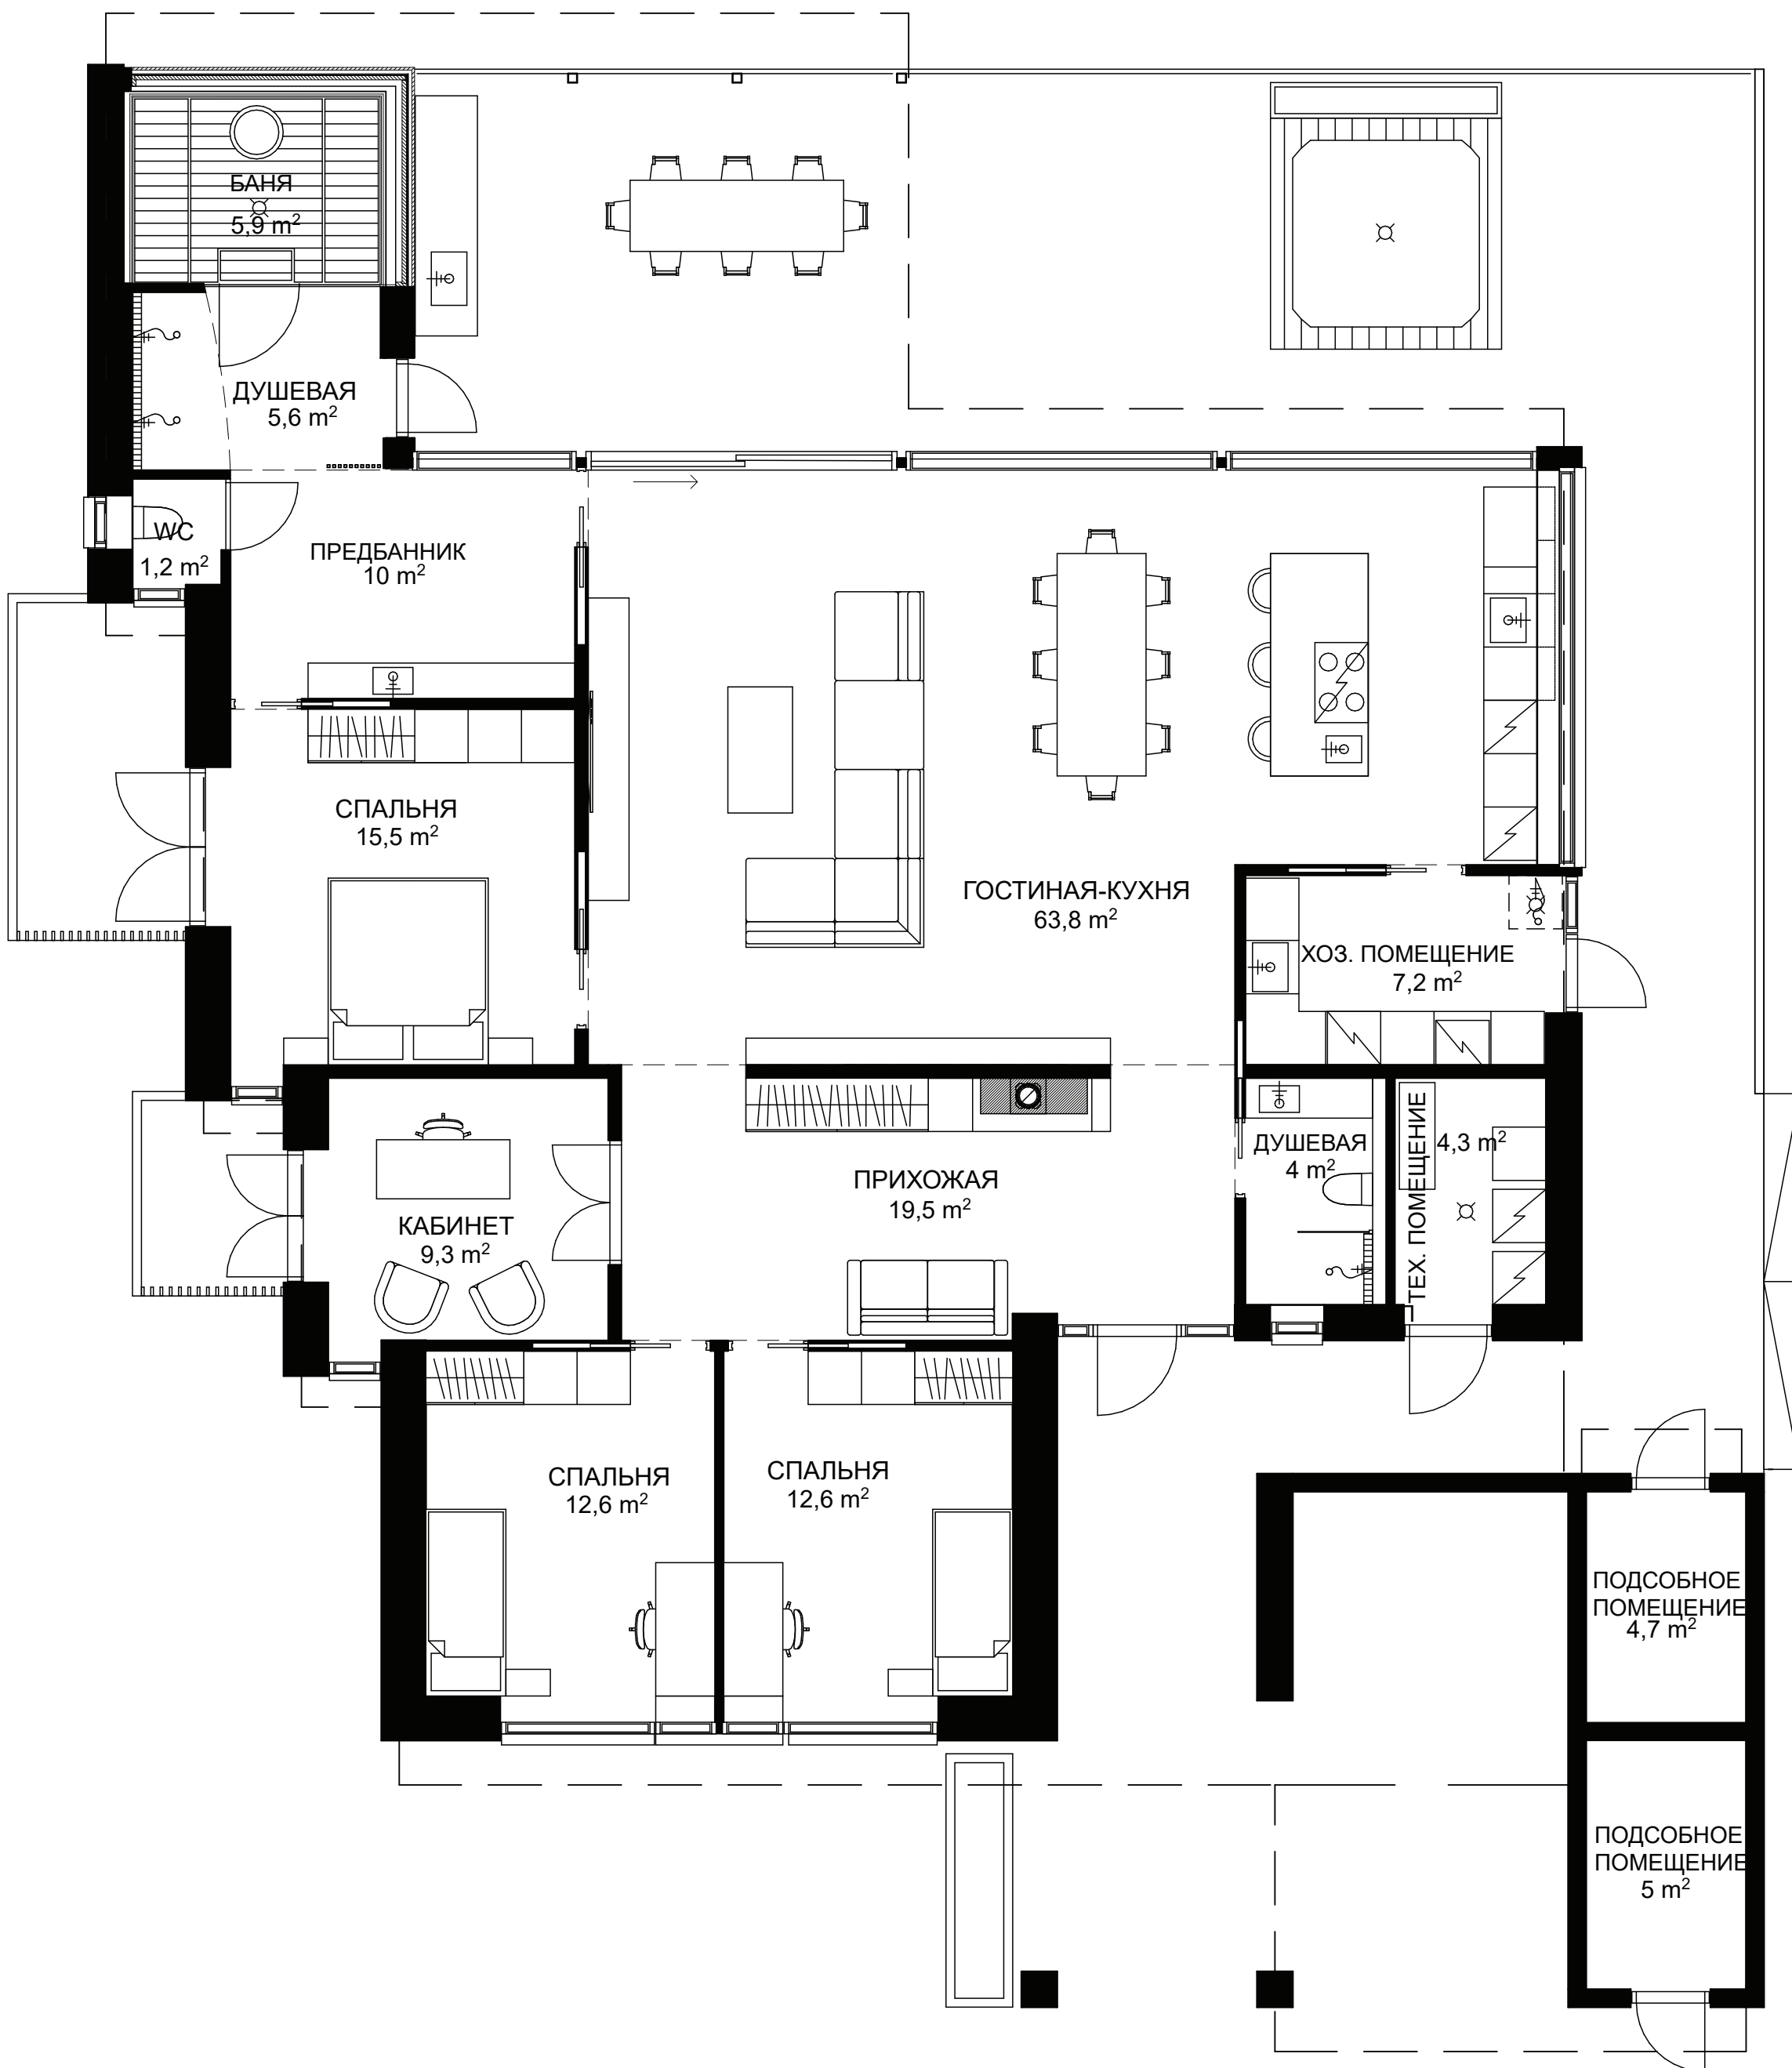 БАНЯ
5,9 m²
ДУШЕВАЯ
5,6 m²
WC
1,2 m²
ПРЕДБАННИК
10 m²
СПАЛЬНЯ
15,5 m²
ГОСТИНАЯ-КУХНЯ
63,8 m²
ХОЗ. ПОМЕЩЕНИЕ
7,2 m²
ДУШЕВАЯ
4 m²
ТЕХ. ПОМЕЩЕНИЕ
4,3 m²
ПРИХОЖАЯ
19,5 m²
КАБИНЕТ
9,3 m²
СПАЛЬНЯ
12,6 m²
СПАЛЬНЯ
12,6 m²
ПОДСОБНОЕ
ПОМЕЩЕНИЕ
4,7 m²
ПОДСОБНОЕ
ПОМЕЩЕНИЕ
5 m²